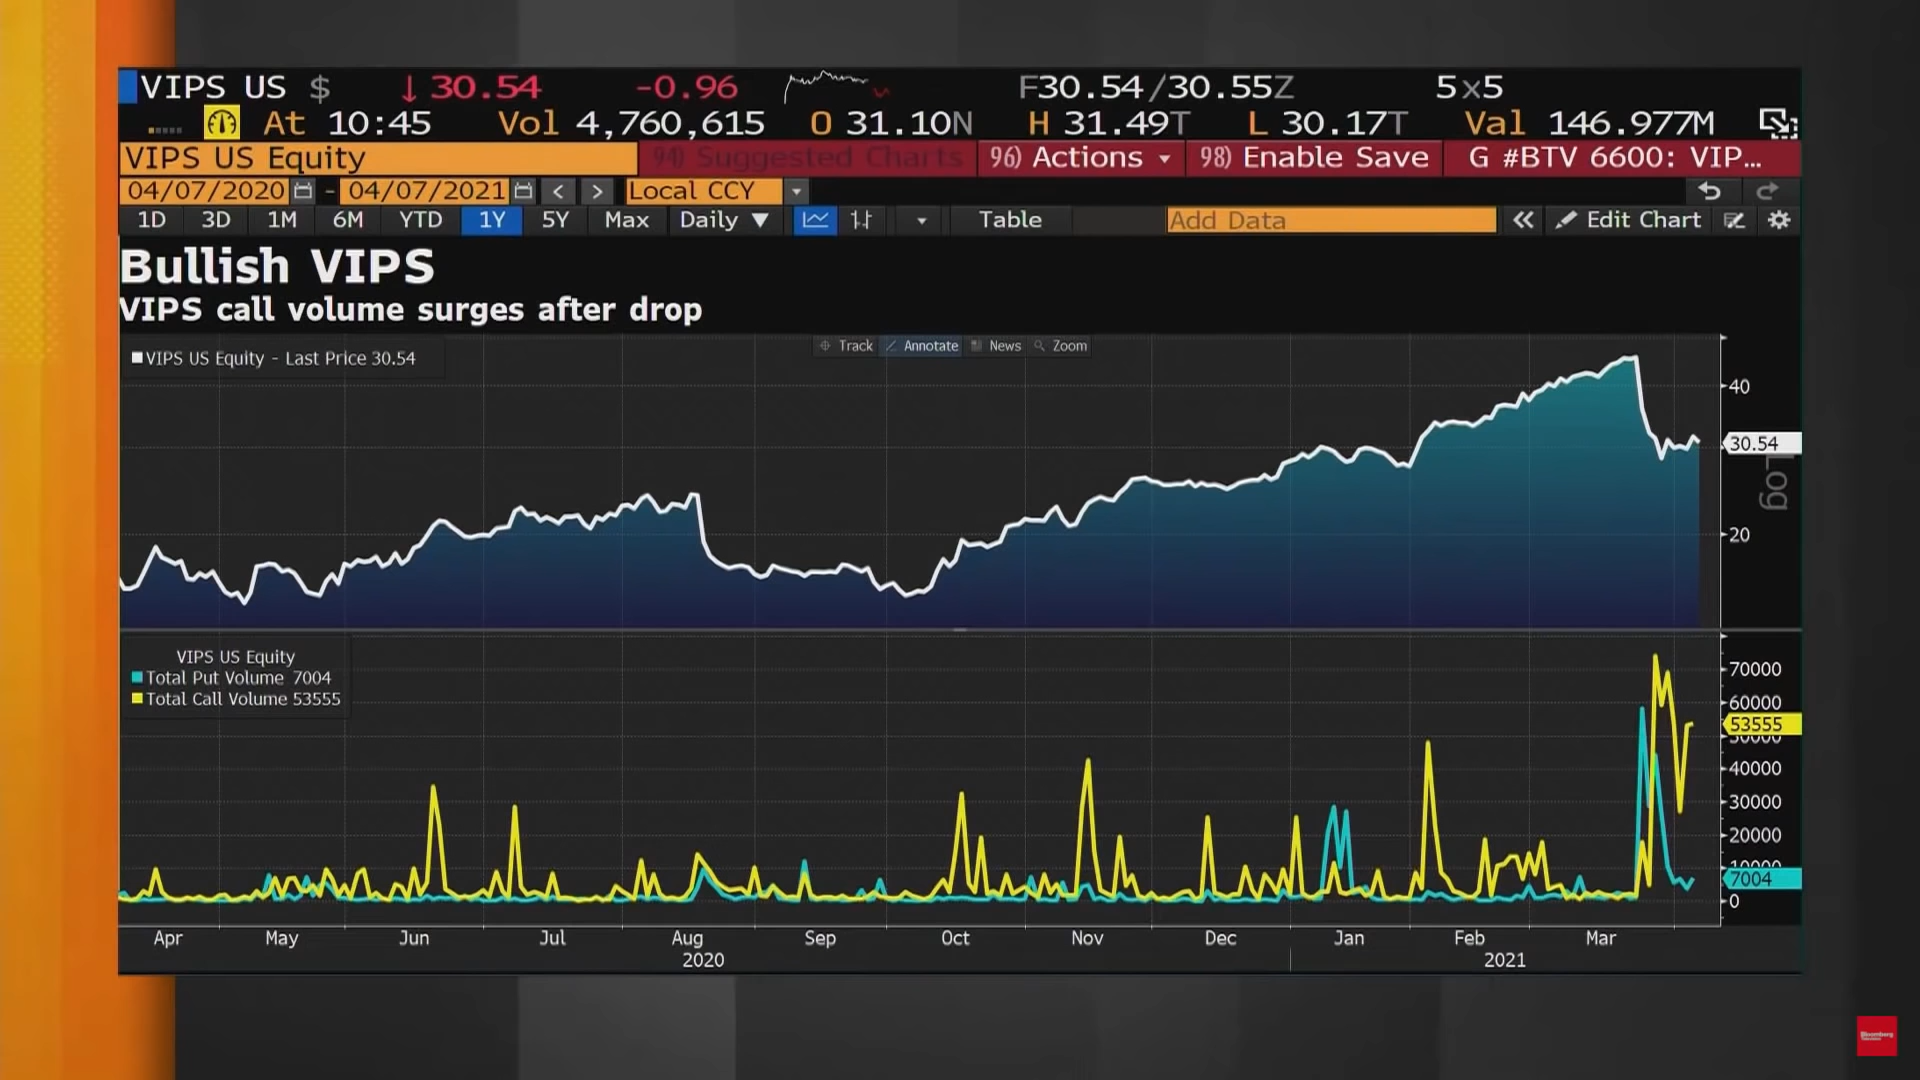 VIPS US $ ↓30.54 -0.96 F30.54/30.55Z 5x5
At 10:45 Vol 4,760,615 O 31.10N H 31.49T L 30.17T Val 146.977M
VIPS US Equity 94) Suggested Charts 96) Actions 98) Enable Save G #BTV 6600: VIP...
04/07/2020 - 04/07/2021 < > Local CCY
1D 3D 1M 6M YTD 1Y 5Y Max Daily ▼ Table Add Data « Edit Chart
Bullish VIPS
VIPS call volume surges after drop
Track Annotate News Zoom
VIPS US Equity - Last Price 30.54
40
30.54
Log
20
VIPS US Equity
Total Put Volume 7004
Total Call Volume 53555
70000
60000
53555
50000
40000
30000
20000
10000
7004
0
Apr May Jun Jul Aug Sep Oct Nov Dec Jan Feb Mar
2020 2021
Bloomberg